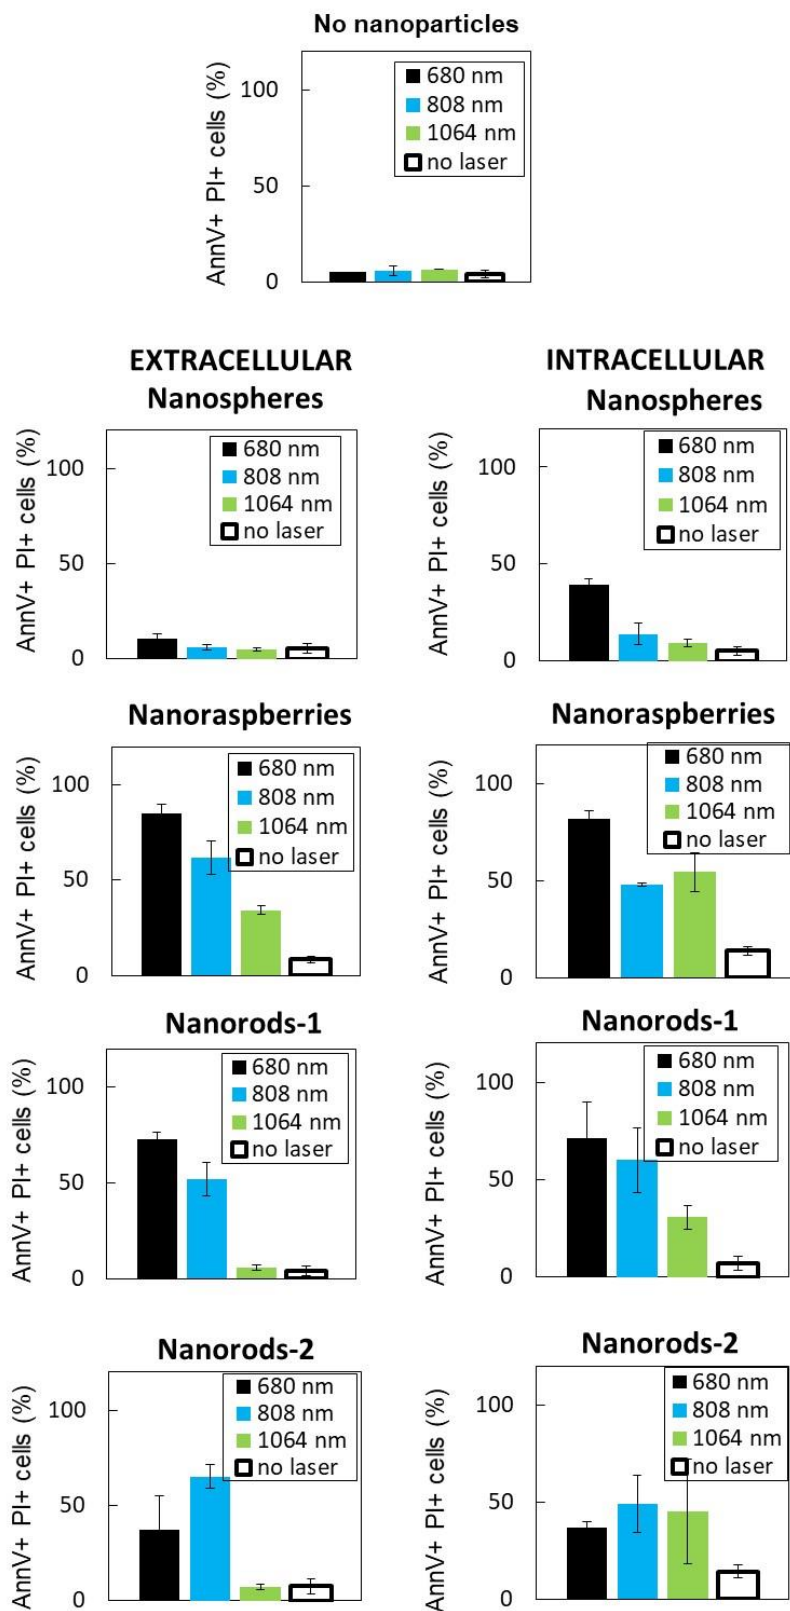 No nanoparticles
AnnV+ PI+ cells (%)
100
50
0
680 nm
808 nm
1064 nm
no laser
EXTRACELLULAR
Nanospheres
AnnV+ PI+ cells (%)
100
50
0
680 nm
808 nm
1064 nm
no laser
INTRACELLULAR
Nanospheres
AnnV+ PI+ cells (%)
100
50
0
680 nm
808 nm
1064 nm
no laser
Nanoraspberries
AnnV+ PI+ cells (%)
100
50
0
680 nm
808 nm
1064 nm
no laser
Nanoraspberries
AnnV+ PI+ cells (%)
100
50
0
680 nm
808 nm
1064 nm
no laser
Nanorods-1
AnnV+ PI+ cells (%)
100
50
0
680 nm
808 nm
1064 nm
no laser
Nanorods-1
AnnV+ PI+ cells (%)
100
50
0
680 nm
808 nm
1064 nm
no laser
Nanorods-2
AnnV+ PI+ cells (%)
100
50
0
680 nm
808 nm
1064 nm
no laser
Nanorods-2
AnnV+ PI+ cells (%)
100
50
0
680 nm
808 nm
1064 nm
no laser